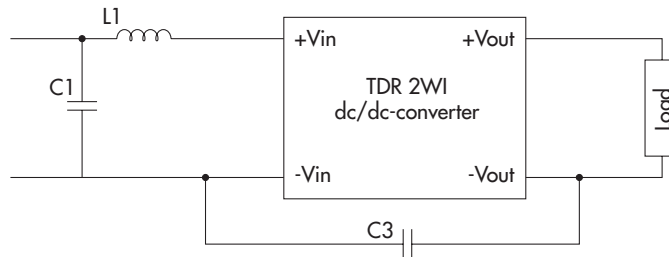 L1
+Vin
+Vout
C1
TDR 2WI
dc/dc-converter
Load
-Vin
-Vout
C3